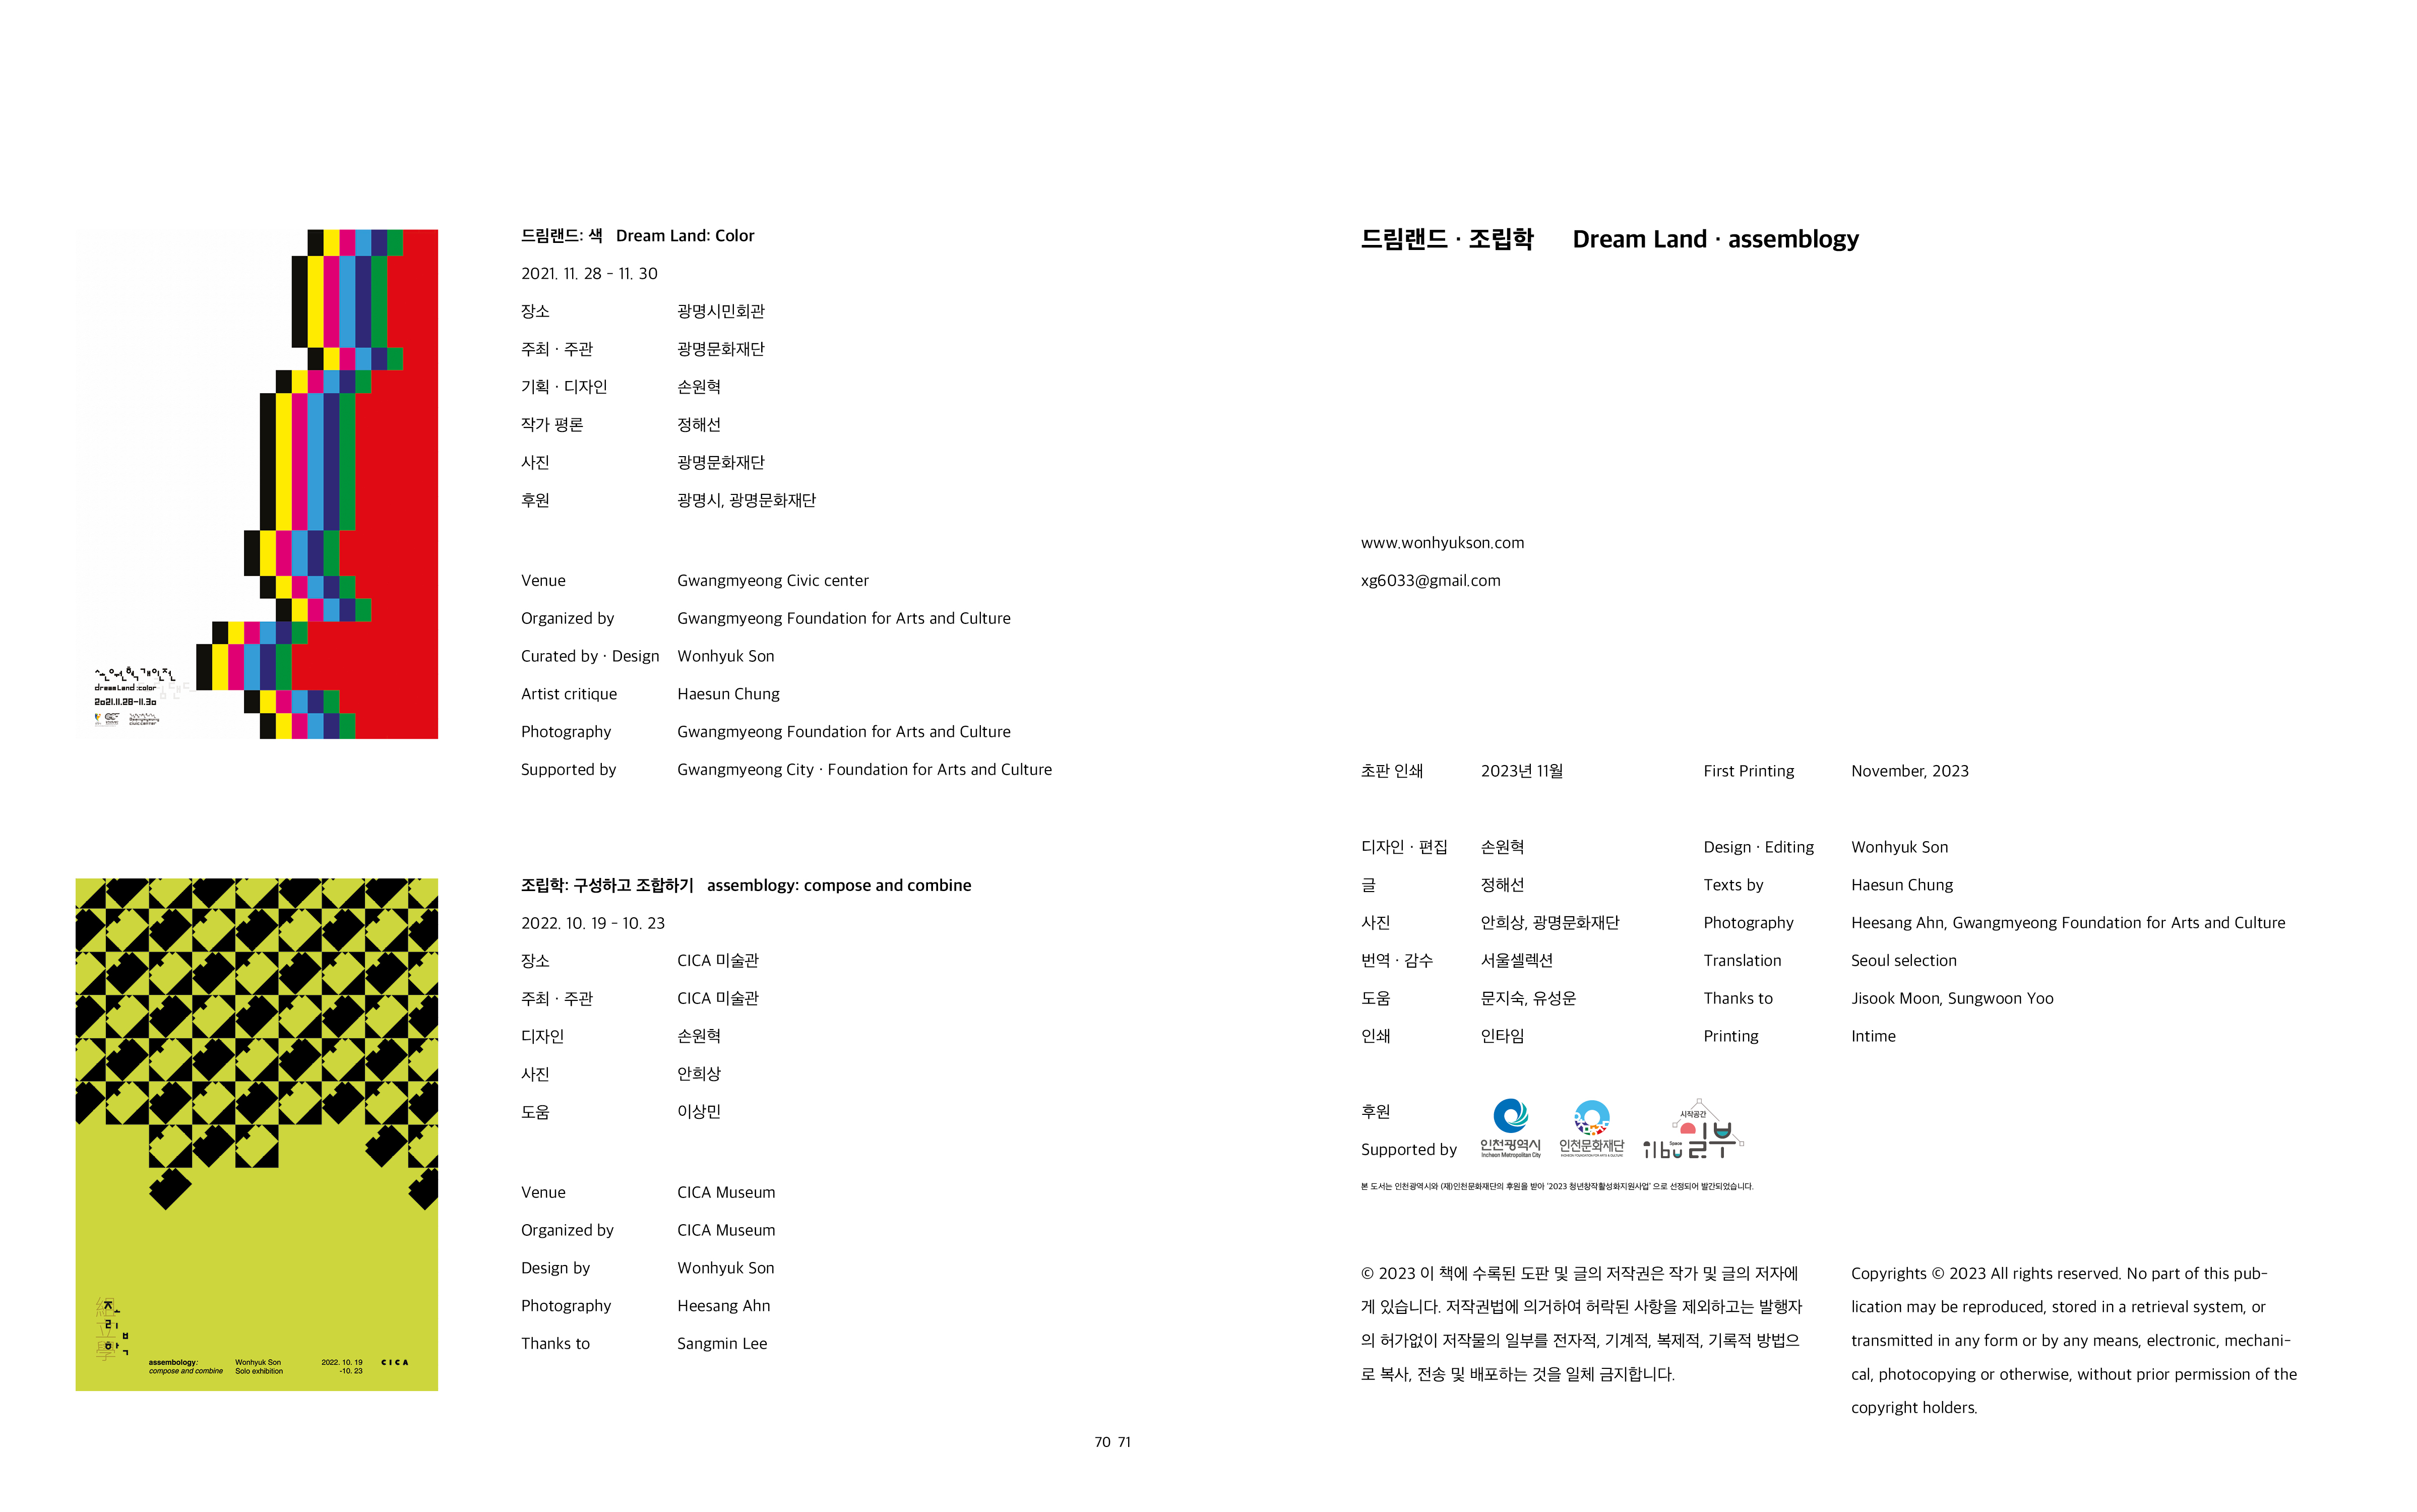 드림랜드: 색 Dream Land: Color
2021. 11. 28 - 11. 30
장소 광명시민회관
주최 · 주관 광명문화재단
기획 · 디자인 손원혁
작가 평론 정해선
사진 광명문화재단
후원 광명시, 광명문화재단
Venue Gwangmyeong Civic center
Organized by Gwangmyeong Foundation for Arts and Culture
Curated by · Design Wonhyuk Son
Artist critique Haesun Chung
Photography Gwangmyeong Foundation for Arts and Culture
Supported by Gwangmyeong City · Foundation for Arts and Culture
손원혁개인전
dream Land :color
2021.11.28-11.30
조립학: 구성하고 조합하기 assemblogy: compose and combine
2022. 10. 19 - 10. 23
장소 CICA 미술관
주최 · 주관 CICA 미술관
디자인 손원혁
사진 안희상
도움 이상민
Venue CICA Museum
Organized by CICA Museum
Design by Wonhyuk Son
Photography Heesang Ahn
Thanks to Sangmin Lee
組立學
조립학
assembology: Wonhyuk Son 2022. 10. 19 CICA
compose and combine Solo exhibition -10. 23
70 71
드림랜드 · 조립학 Dream Land · assemblogy
www.wonhyukson.com
xg6033@gmail.com
초판 인쇄 2023년 11월 First Printing November, 2023
디자인 · 편집 손원혁 Design · Editing Wonhyuk Son
글 정해선 Texts by Haesun Chung
사진 안희상, 광명문화재단 Photography Heesang Ahn, Gwangmyeong Foundation for Arts and Culture
번역 · 감수 서울셀렉션 Translation Seoul selection
도움 문지숙, 유성운 Thanks to Jisook Moon, Sungwoon Yoo
인쇄 인타임 Printing Intime
후원
Supported by
인천광역시
Incheon Metropolitan City
인천문화재단
INCHEON FOUNDATION FOR ARTS & CULTURE
시작공간
Space
ilbu 일부
본 도서는 인천광역시와 (재)인천문화재단의 후원을 받아 '2023 청년창작활성화지원사업' 으로 선정되어 발간되었습니다.
© 2023 이 책에 수록된 도판 및 글의 저작권은 작가 및 글의 저자에
게 있습니다. 저작권법에 의거하여 허락된 사항을 제외하고는 발행자
의 허가없이 저작물의 일부를 전자적, 기계적, 복제적, 기록적 방법으
로 복사, 전송 및 배포하는 것을 일체 금지합니다.
Copyrights © 2023 All rights reserved. No part of this pub-
lication may be reproduced, stored in a retrieval system, or
transmitted in any form or by any means, electronic, mechani-
cal, photocopying or otherwise, without prior permission of the
copyright holders.